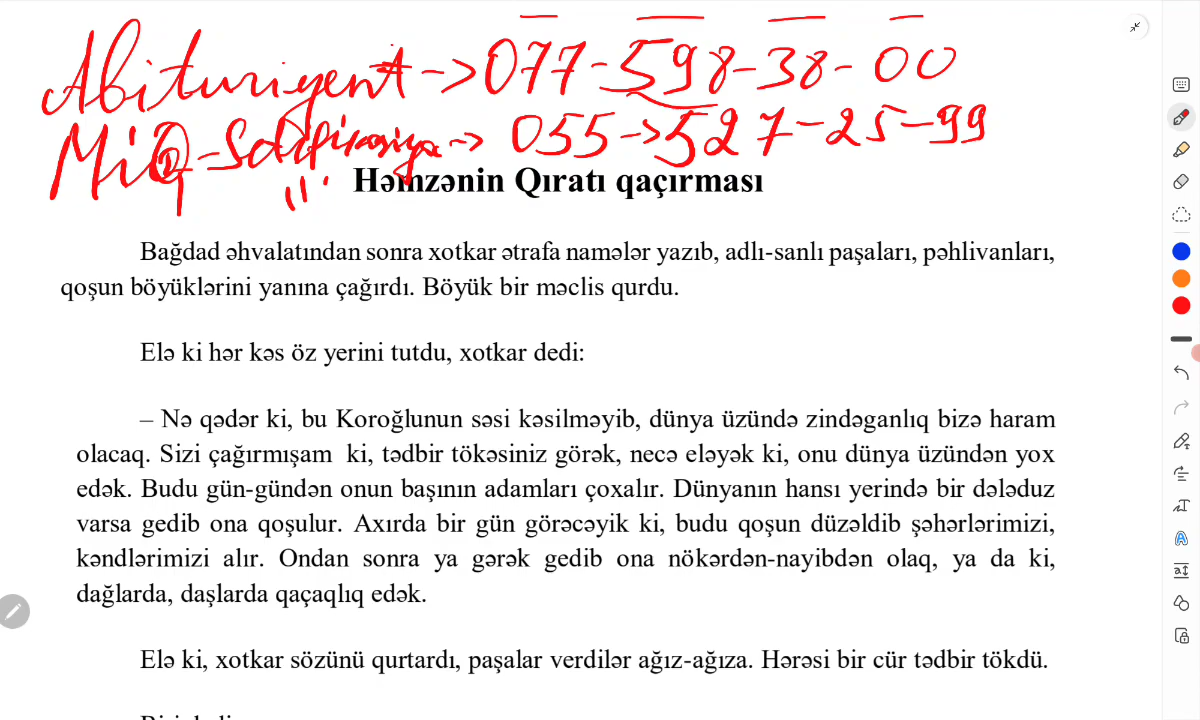 Abituriyent -> 077-598-38-00
MiQ-Sertifikasiya -> 055->527-25-99
Həmzənin Qıratı qaçırması
Bağdad əhvalatından sonra xotkar ətrafa namələr yazıb, adlı-sanlı paşaları, pəhlivanları,
qoşun böyüklərini yanına çağırdı. Böyük bir məclis qurdu.
Elə ki hər kəs öz yerini tutdu, xotkar dedi:
– Nə qədər ki, bu Koroğlunun səsi kəsilməyib, dünya üzündə zindəganlıq bizə haram
olacaq. Sizi çağırmışam ki, tədbir tökəsiniz görək, necə eləyək ki, onu dünya üzündən yox
edək. Budu gün-gündən onun başının adamları çoxalır. Dünyanın hansı yerində bir dələduz
varsa gedib ona qoşulur. Axırda bir gün görəcəyik ki, budu qoşun düzəldib şəhərlərimizi,
kəndlərimizi alır. Ondan sonra ya gərək gedib ona nökərdən-nayibdən olaq, ya da ki,
dağlarda, daşlarda qaçaqlıq edək.
Elə ki, xotkar sözünü qurtardı, paşalar verdilər ağız-ağıza. Hərəsi bir cür tədbir tökdü.